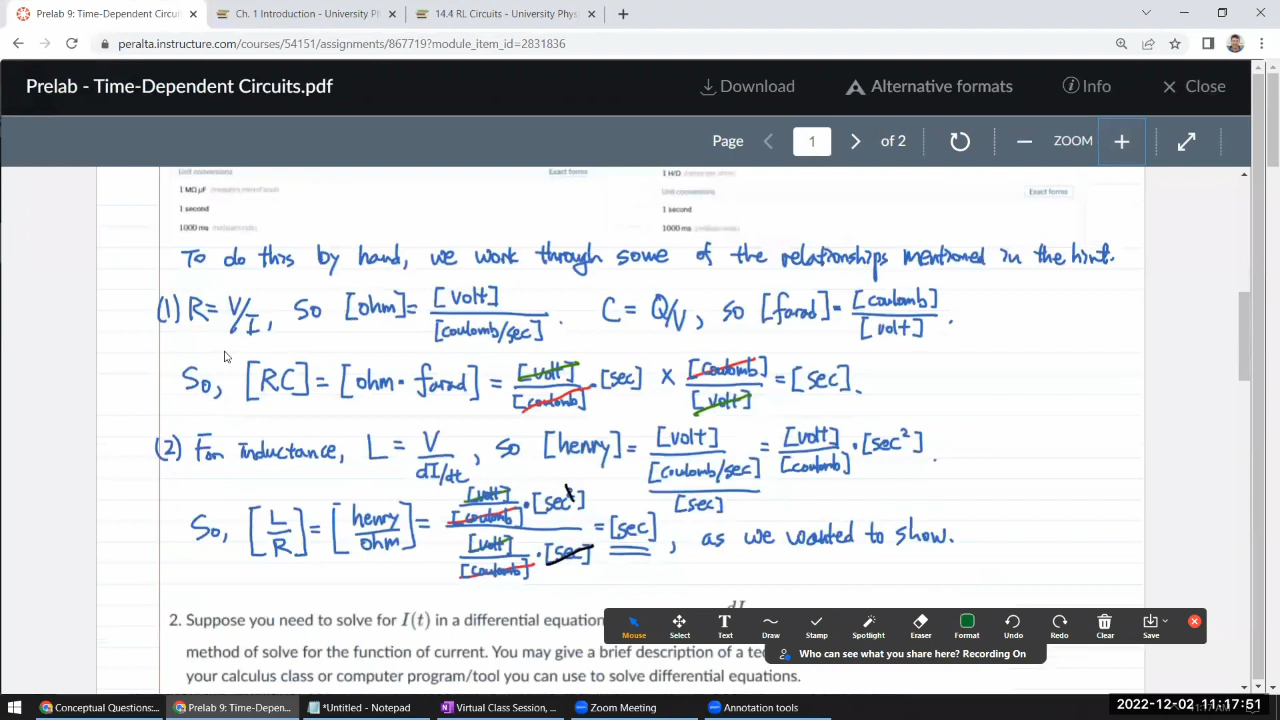 Prelab 9: Time-Dependent Circuit
Ch. 1 Introduction - University Pl
14.4 RL Circuits - University Phys
peralta.instructure.com/courses/54151/assignments/867719?module_item_id=2831836
Prelab - Time-Dependent Circuits.pdf
Download
Alternative formats
Info
Close
Page 1 of 2
ZOOM
Unit conversions
Exact forms
1 MΩ μF
1 second
1000 ms
1 H/Ω
Unit conversions
Exact forms
1 second
1000 ms
To do this by hand, we work through some of the relationships mentioned in the hint.
(1) R = V/I, so [ohm] = [volt]/[coulomb/sec]. C = Q/V, so [farad] = [coulomb]/[volt].
So, [RC] = [ohm · farad] = [volt]/[coulomb] · [sec] × [coulomb]/[volt] = [sec].
(2) For inductance, L = V/(dI/dt), so [henry] = [volt]/[coulomb/sec]/[sec] = [volt]/[coulomb] · [sec²].
So, [L/R] = [henry/ohm] = [volt]/[coulomb] · [sec²] / [volt]/[coulomb] · [sec] = [sec], as we wanted to show.
2. Suppose you need to solve for I(t) in a differential equation
dI
method of solve for the function of current. You may give a brief description of a te
your calculus class or computer program/tool you can use to solve differential equations.
Mouse
Select
Text
Draw
Stamp
Spotlight
Eraser
Format
Undo
Redo
Clear
Save
Who can see what you share here? Recording On
Conceptual Questions:...
Prelab 9: Time-Depen...
*Untitled - Notepad
Virtual Class Session, ...
Zoom Meeting
Annotation tools
2022-12-02 11:17:51